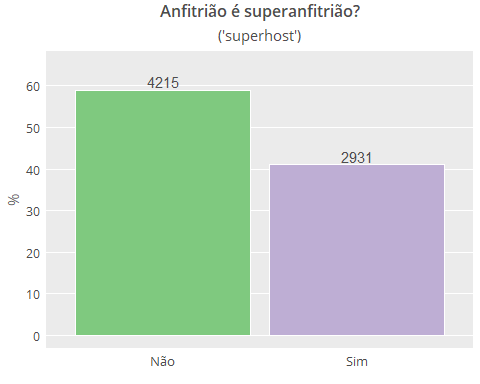 Anfitrião é superanfitrião?
('superhost')
4215
2931
60
50
40
30
20
10
0
%
Não
Sim